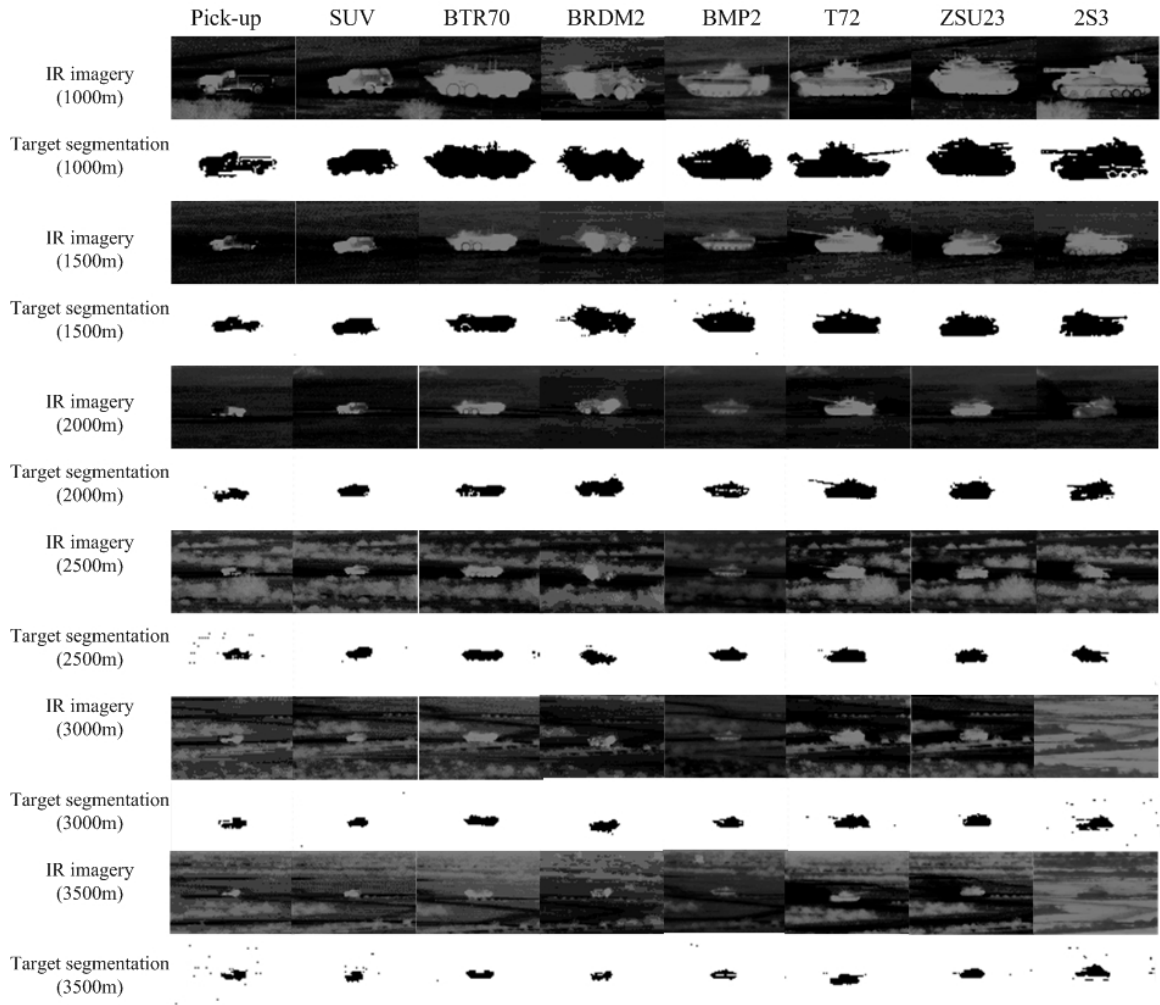 Pick-up SUV BTR70 BRDM2 BMP2 T72 ZSU23 2S3
IR imagery
(1000m)
Target segmentation
(1000m)
IR imagery
(1500m)
Target segmentation
(1500m)
IR imagery
(2000m)
Target segmentation
(2000m)
IR imagery
(2500m)
Target segmentation
(2500m)
IR imagery
(3000m)
Target segmentation
(3000m)
IR imagery
(3500m)
Target segmentation
(3500m)